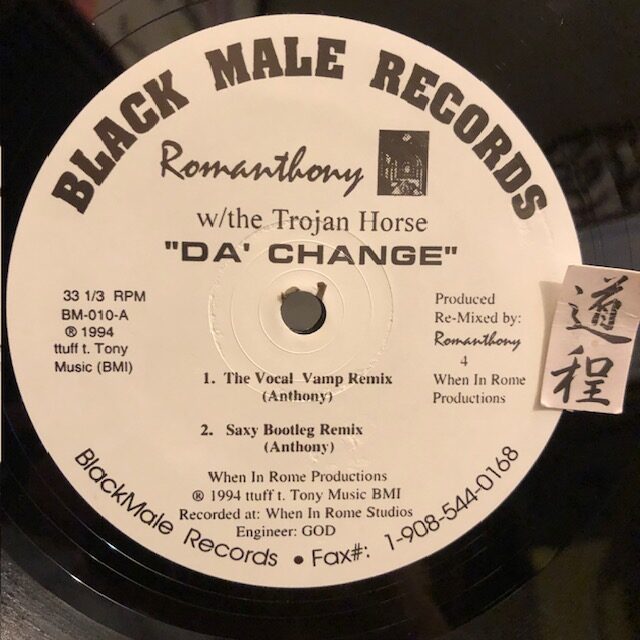 BLACK MALE RECORDS
Romanthony
w/the Trojan Horse
"DA' CHANGE"
33 1/3 RPM
BM-010-A
℗ 1994
ttuff t. Tony
Music (BMI)
Produced
Re-Mixed by:
Romanthony
4
When In Rome
Productions
道程
1. The Vocal Vamp Remix
(Anthony)
2. Saxy Bootleg Remix
(Anthony)
When In Rome Productions
® 1994 ttuff t. Tony Music BMI
Recorded at: When In Rome Studios
Engineer: GOD
BlackMale Records • Fax#: 1-908-544-0168